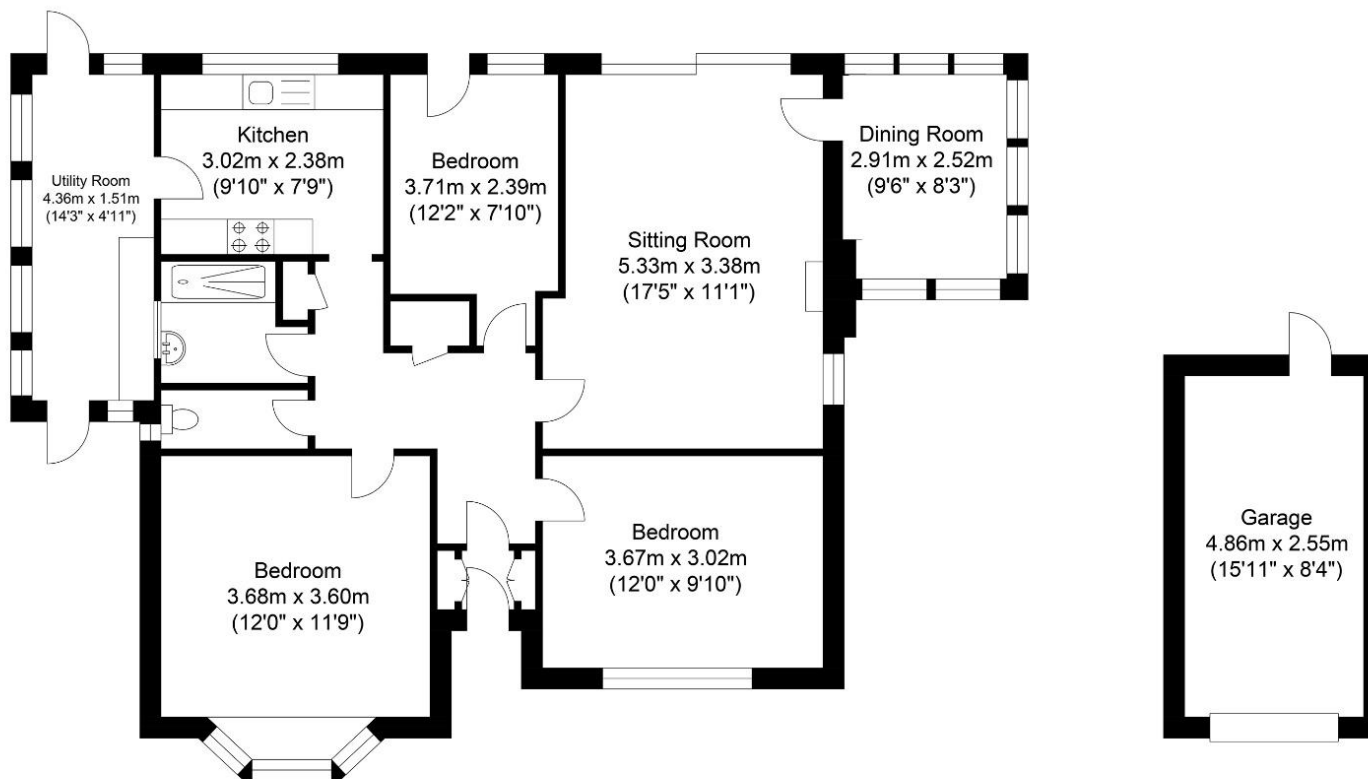 Utility Room
4.36m x 1.51m
(14'3" x 4'11")
Kitchen
3.02m x 2.38m
(9'10" x 7'9")
Bedroom
3.71m x 2.39m
(12'2" x 7'10")
Sitting Room
5.33m x 3.38m
(17'5" x 11'1")
Dining Room
2.91m x 2.52m
(9'6" x 8'3")
Bedroom
3.68m x 3.60m
(12'0" x 11'9")
Bedroom
3.67m x 3.02m
(12'0" x 9'10")
Garage
4.86m x 2.55m
(15'11" x 8'4")